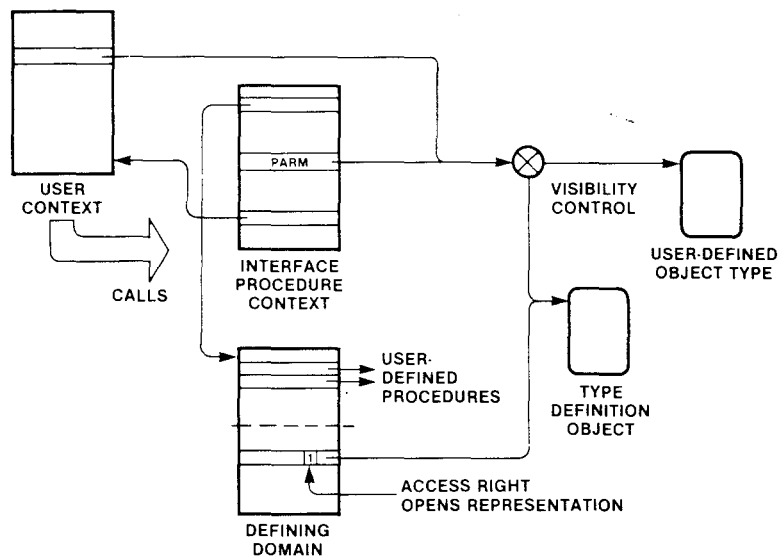 USER
CONTEXT
CALLS
PARM
INTERFACE
PROCEDURE
CONTEXT
VISIBILITY
CONTROL
USER-DEFINED
OBJECT TYPE
USER-
DEFINED
PROCEDURES
TYPE
DEFINITION
OBJECT
1
ACCESS RIGHT
OPENS REPRESENTATION
DEFINING
DOMAIN